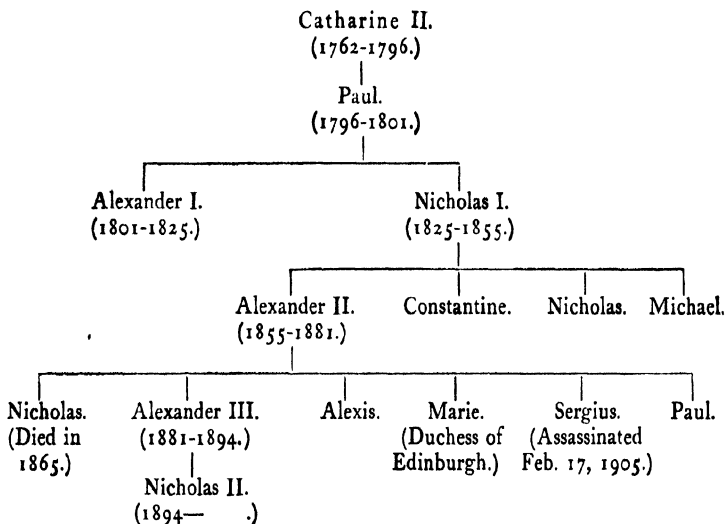 Catharine II.
(1762-1796.)
Paul.
(1796-1801.)
Alexander I.
(1801-1825.)
Nicholas I.
(1825-1855.)
Alexander II.
(1855-1881.)
Constantine.
Nicholas.
Michael.
Nicholas.
(Died in
1865.)
Alexander III.
(1881-1894.)
Nicholas II.
(1894— .)
Alexis.
Marie.
(Duchess of
Edinburgh.)
Sergius.
(Assassinated
Feb. 17, 1905.)
Paul.